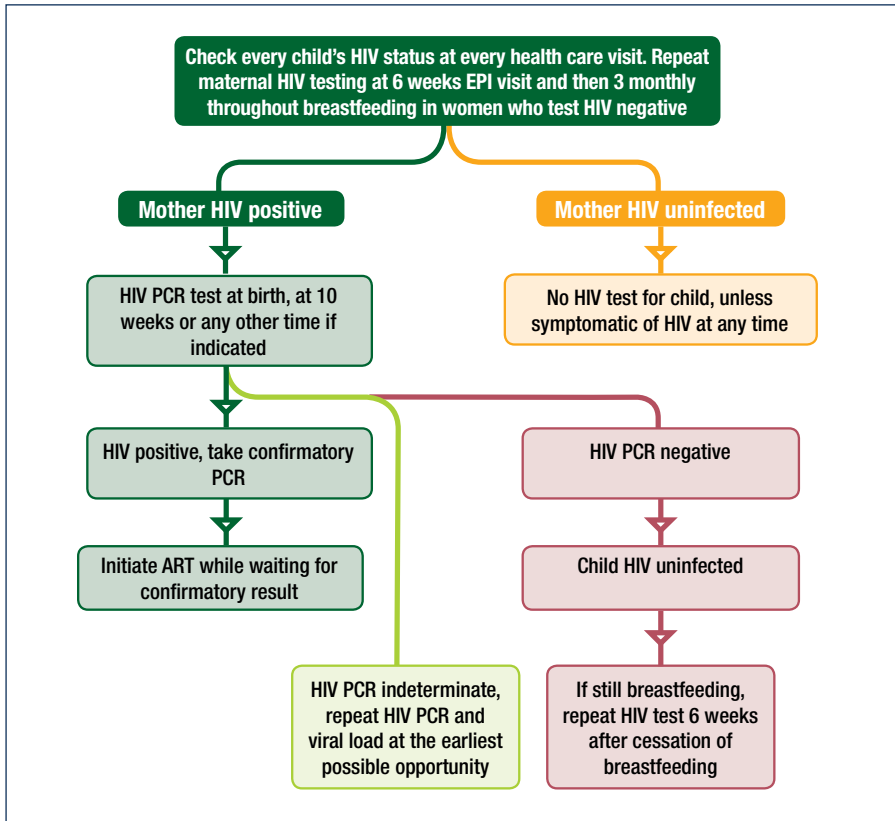 Check every child's HIV status at every health care visit. Repeat
maternal HIV testing at 6 weeks EPI visit and then 3 monthly
throughout breastfeeding in women who test HIV negative
Mother HIV positive
Mother HIV uninfected
HIV PCR test at birth, at 10
weeks or any other time if
indicated
No HIV test for child, unless
symptomatic of HIV at any time
HIV positive, take confirmatory
PCR
HIV PCR negative
Initiate ART while waiting for
confirmatory result
Child HIV uninfected
HIV PCR indeterminate,
repeat HIV PCR and
viral load at the earliest
possible opportunity
If still breastfeeding,
repeat HIV test 6 weeks
after cessation of
breastfeeding